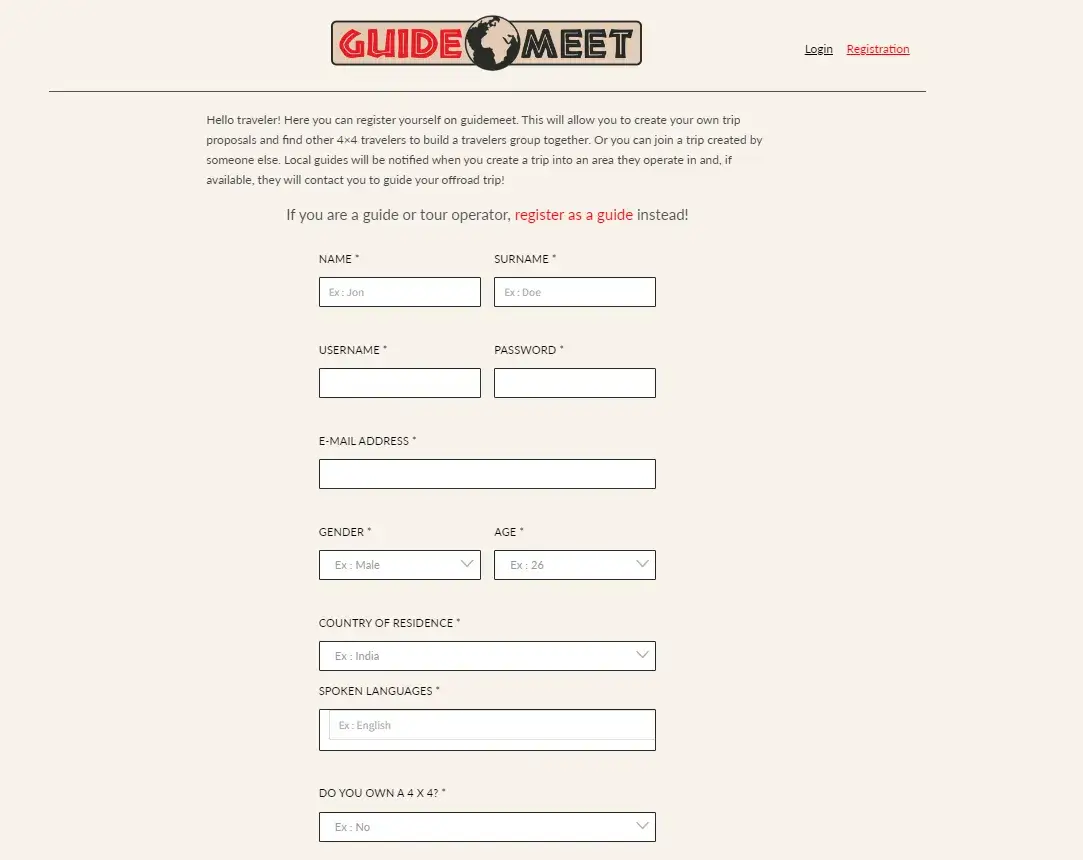 GUIDE MEET
Login Registration
Hello traveler! Here you can register yourself on guidemeet. This will allow you to create your own trip
proposals and find other 4×4 travelers to build a travelers group together. Or you can join a trip created by
someone else. Local guides will be notified when you create a trip into an area they operate in and, if
available, they will contact you to guide your offroad trip!
If you are a guide or tour operator, register as a guide instead!
NAME * SURNAME *
Ex : Jon Ex : Doe
USERNAME * PASSWORD *
E-MAIL ADDRESS *
GENDER * AGE *
Ex : Male Ex : 26
COUNTRY OF RESIDENCE *
Ex : India
SPOKEN LANGUAGES *
Ex : English
DO YOU OWN A 4 X 4? *
Ex : No